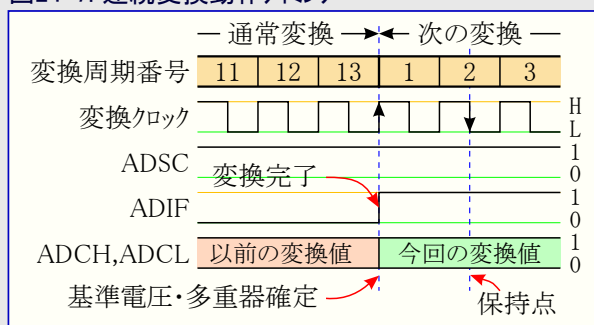 通常変換 次の変換
変換周期番号 11 12 13 1 2 3
変換クロック H L
ADSC 1 0
変換完了
ADIF 1 0
ADCH,ADCL 以前の変換値 今回の変換値 1 0
基準電圧・多重器確定 保持点